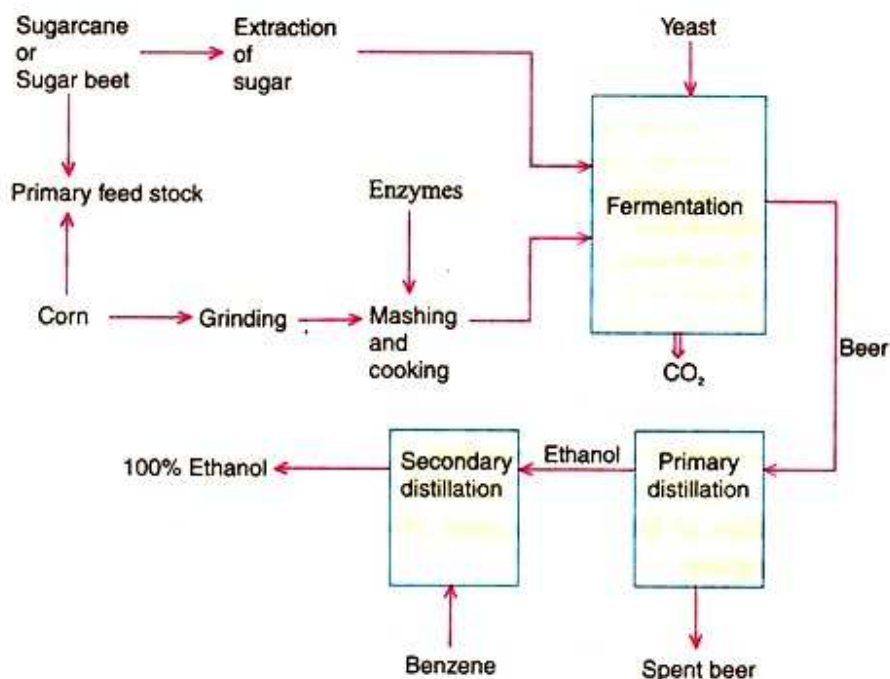 Sugarcane
or
Sugar beet
Extraction
of
sugar
Yeast
Primary feed stock
Enzymes
Fermentation
Corn
Grinding
Mashing
and
cooking
CO₂
Beer
100% Ethanol
Secondary
distillation
Ethanol
Primary
distillation
Benzene
Spent beer